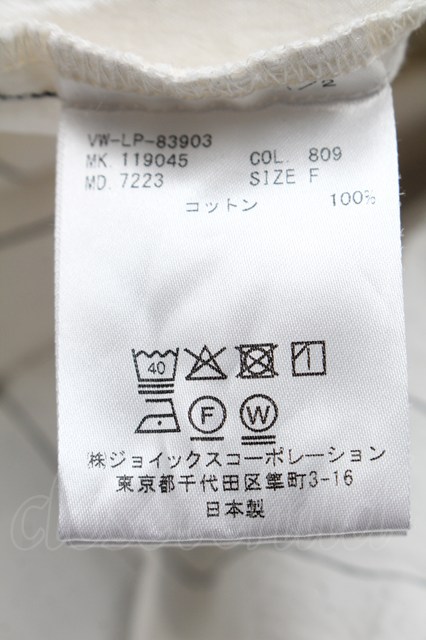 VW-LP-83903
MK. 119045 COL. 809
MD. 7223 SIZE F
コットン 100%
40
F W
(株)ジョイックスコーポレーション
東京都千代田区隼町3-16
日本製